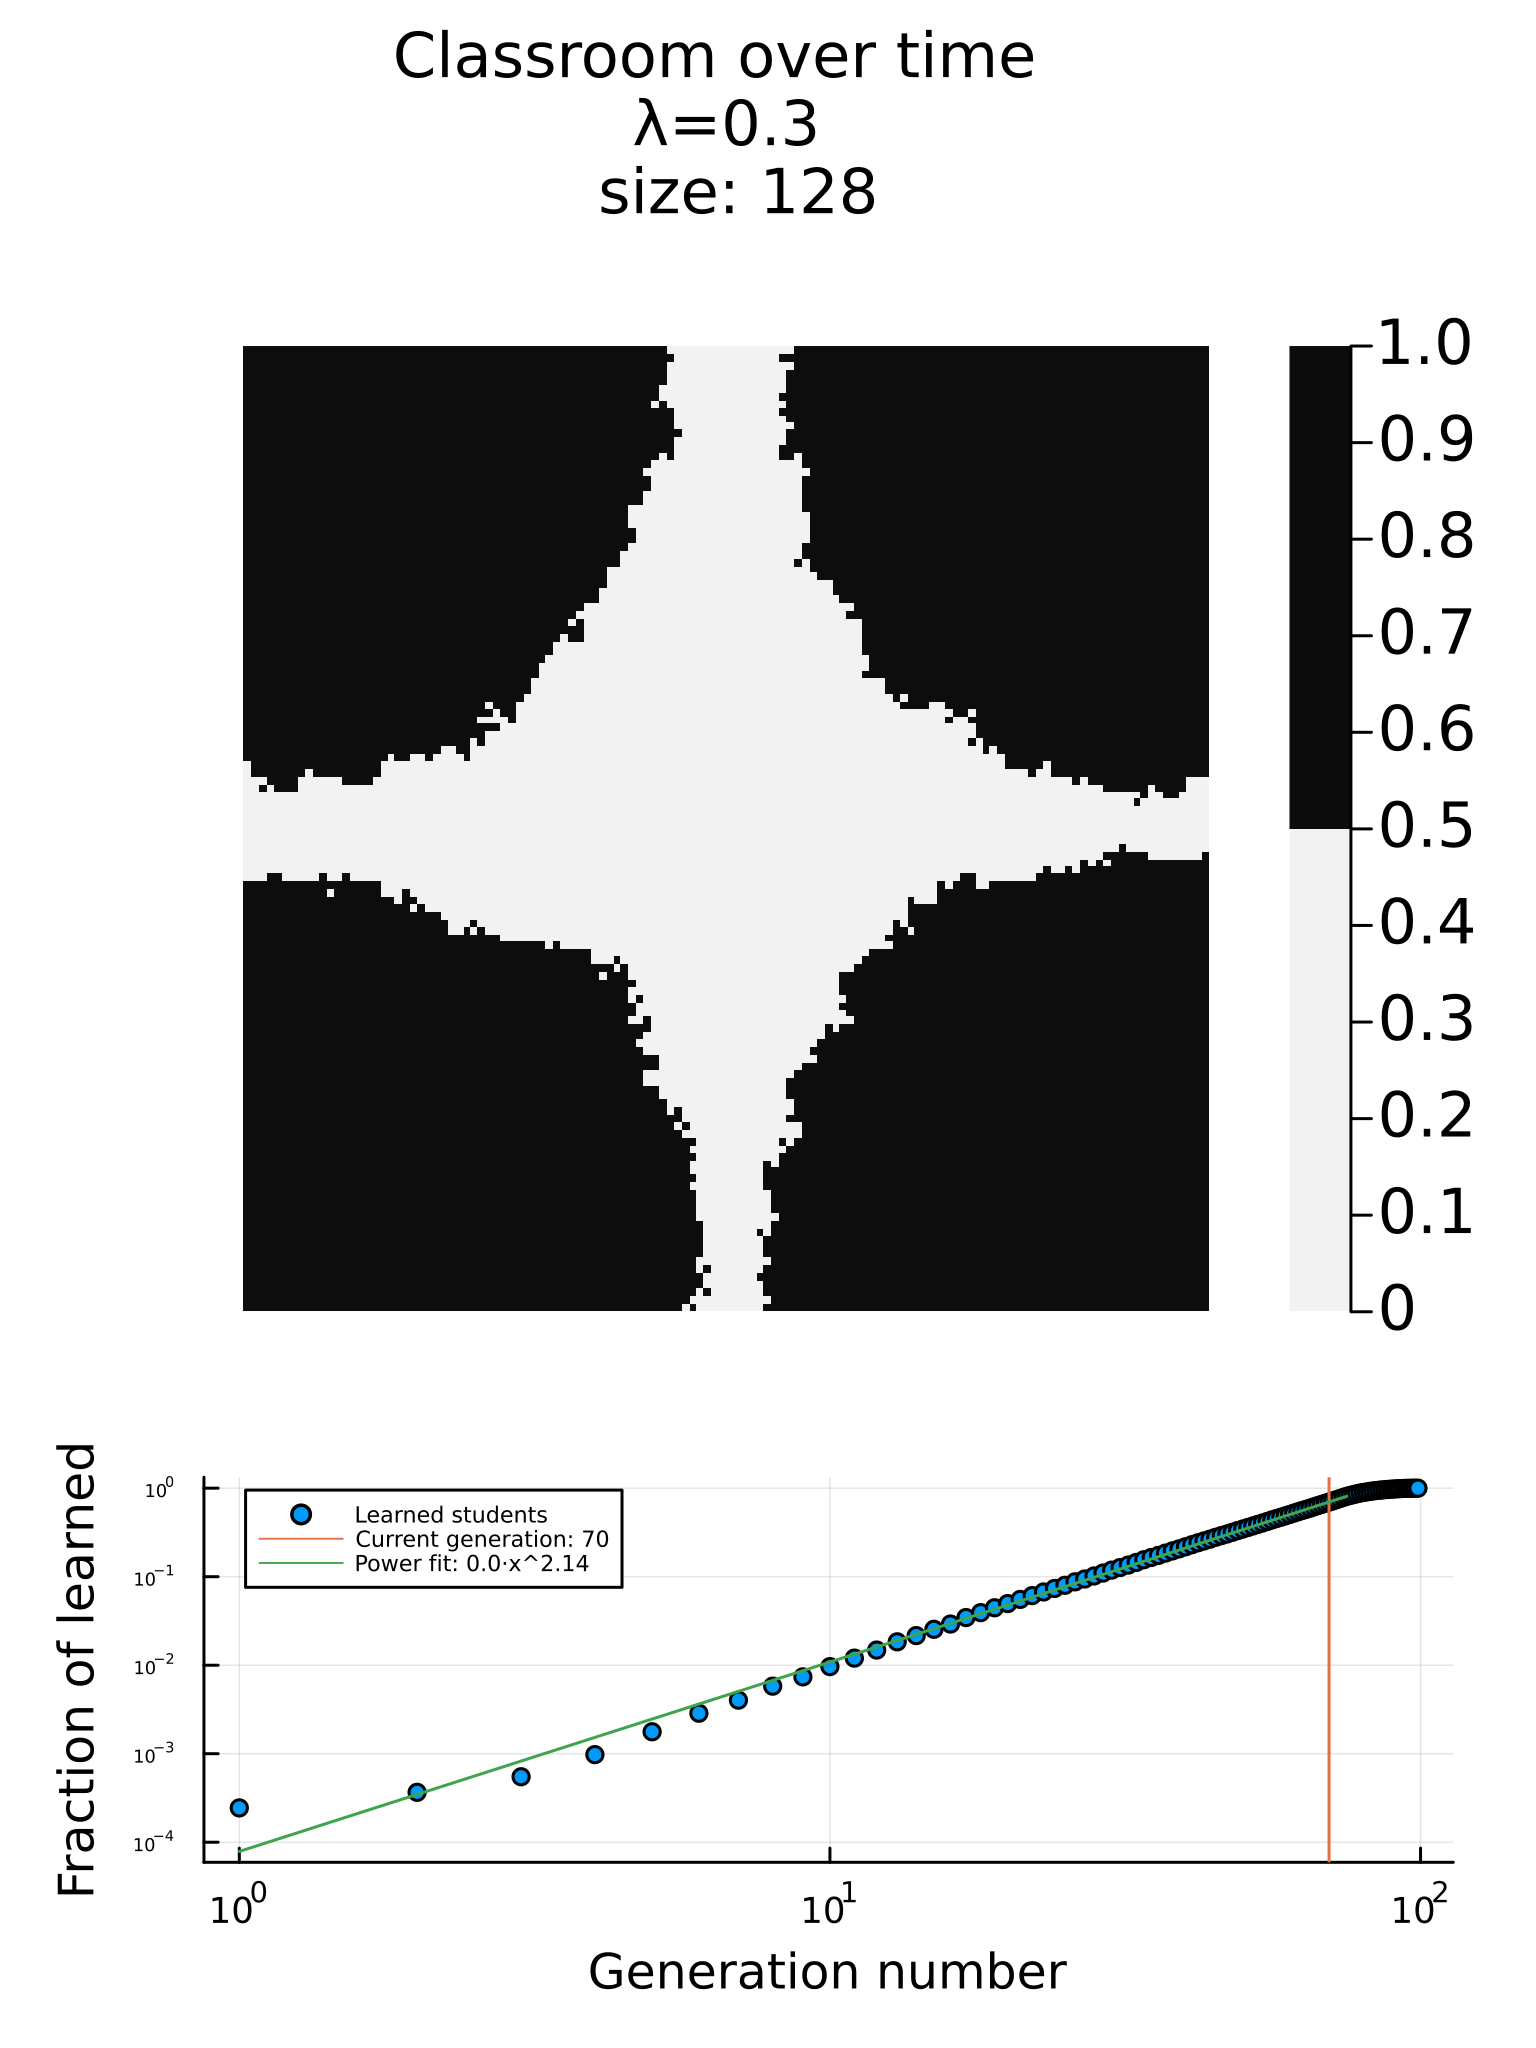 Classroom over time
λ=0.3
size: 128
1.0
0.9
0.8
0.7
0.6
0.5
0.4
0.3
0.2
0.1
0
Fraction of learned
10^0
10^-1
10^-2
10^-3
10^-4
Learned students
Current generation: 70
Power fit: 0.0·x^2.14
10^0 10^1 10^2
Generation number